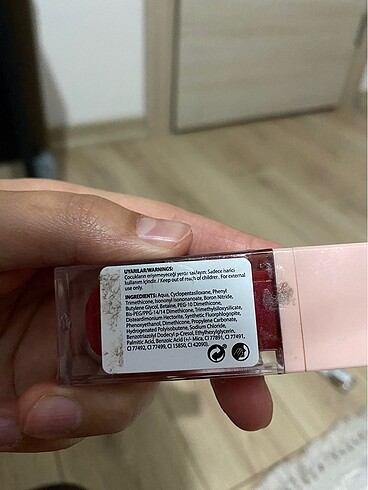 UYARILAR/WARNINGS:
Çocukların erişemeyeceği yerde saklayın. Sadece harici
kullanım içindir. / Keep out of reach of children. For external
use only.
INGREDIENTS: Aqua, Cyclopentasiloxane, Phenyl
Trimethicone, Isononyl Isononanoate, Boron Nitride,
Butylene Glycol, Betaine, PEG-10 Dimethicone,
Bis-PEG/PPG-14/14 Dimethicone, Trimethylsiloxysilicate,
Disteardimonium Hectorite, Synthetic Fluorphlogopite,
Phenoxyethanol, Dimethicone, Propylene Carbonate,
Hydrogenated Polyisobutene, Sodium Chloride,
Benzotriazolyl Dodecyl p-Cresol, Ethylhexylglycerin,
Palmitic Acid, Benzoic Acid (+/- Mica, CI 77891, CI 77491,
CI 77492, CI 77499, CI 15850, CI 42090).